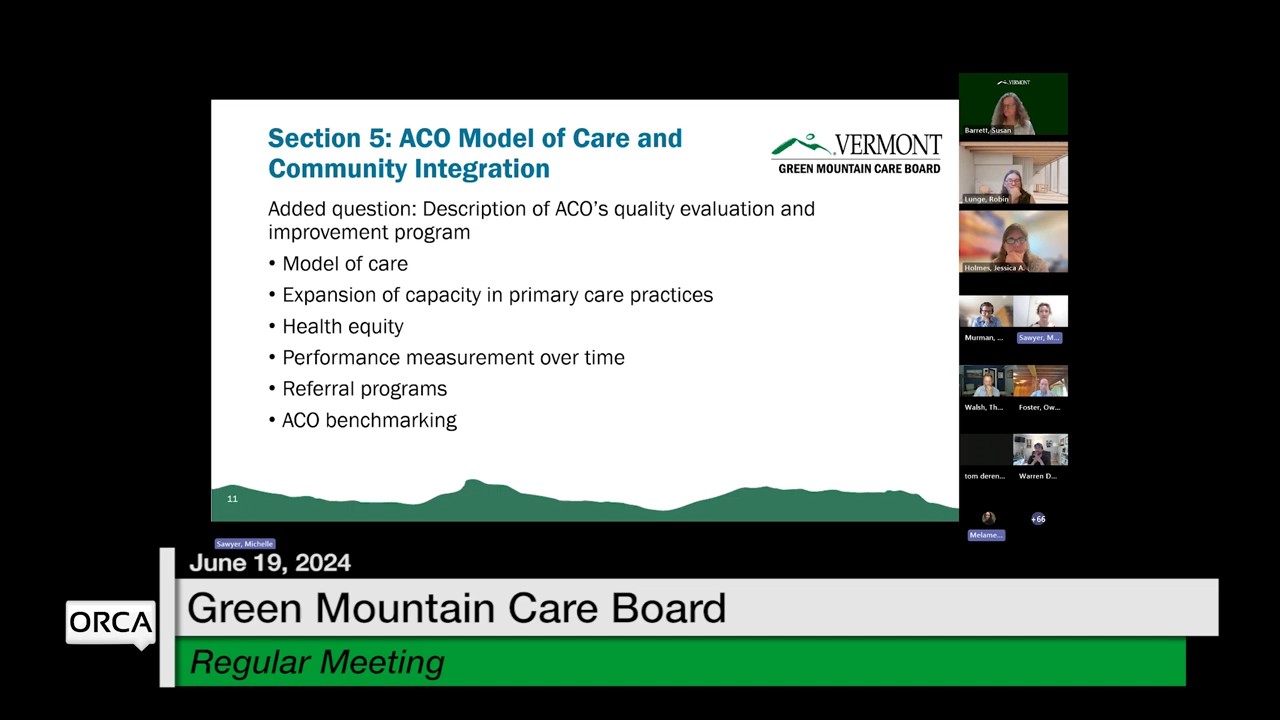 Section 5: ACO Model of Care and
Community Integration
VERMONT
GREEN MOUNTAIN CARE BOARD
Added question: Description of ACO's quality evaluation and
improvement program
• Model of care
• Expansion of capacity in primary care practices
• Health equity
• Performance measurement over time
• Referral programs
• ACO benchmarking
11
VERMONT
Barrett, Susan
Lunge, Robin
Holmes, Jessica A.
Murman, ...
Sawyer, M...
Walsh, Th...
Foster, Ow...
tom deren...
Warren D...
Melame...
+66
Sawyer, Michelle
June 19, 2024
ORCA
Green Mountain Care Board
Regular Meeting